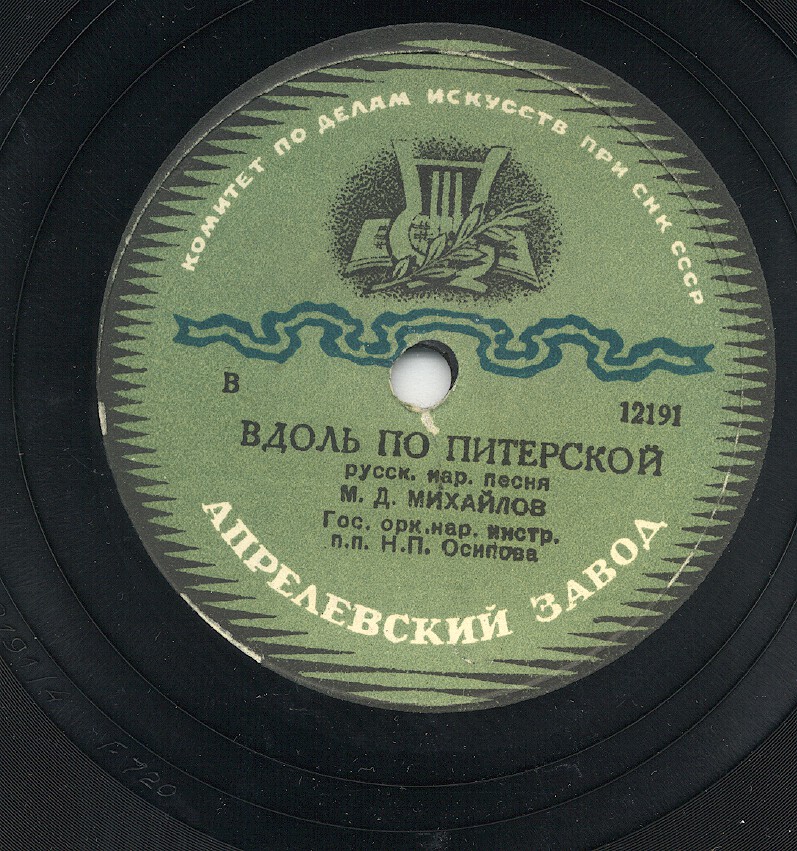 КОМИТЕТ ПО ДЕЛАМ ИСКУССТВ ПРИ СНК СССР
В
12191
ВДОЛЬ ПО ПИТЕРСКОЙ
русск. нар. песня
М. Д. МИХАЙЛОВ
Гос. орк.нар. инстр.
п.п. Н.П. Осипова
АПРЕЛЕВСКИЙ ЗАВОД